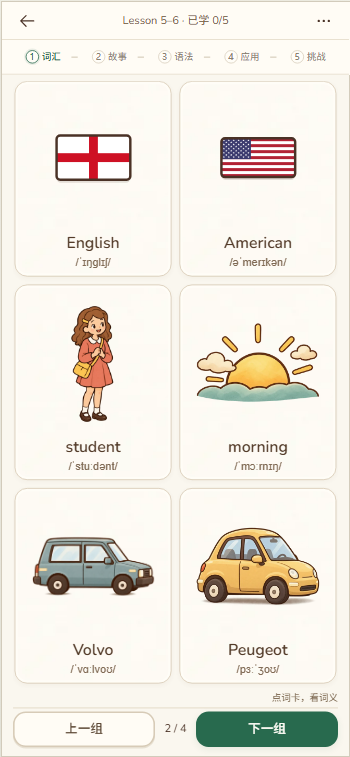 Lesson 5–6 · 已学 0/5
1 词汇 – 2 故事 – 3 语法 – 4 应用 – 5 挑战
English American
/ˈɪŋɡlɪʃ/ /əˈmerɪkən/
student morning
/ˈstuːdənt/ /ˈmɔːrnɪŋ/
Volvo Peugeot
/ˈvɑːlvoʊ/ /pɜːˈʒoʊ/
点词卡，看词义
上一组 2 / 4 下一组